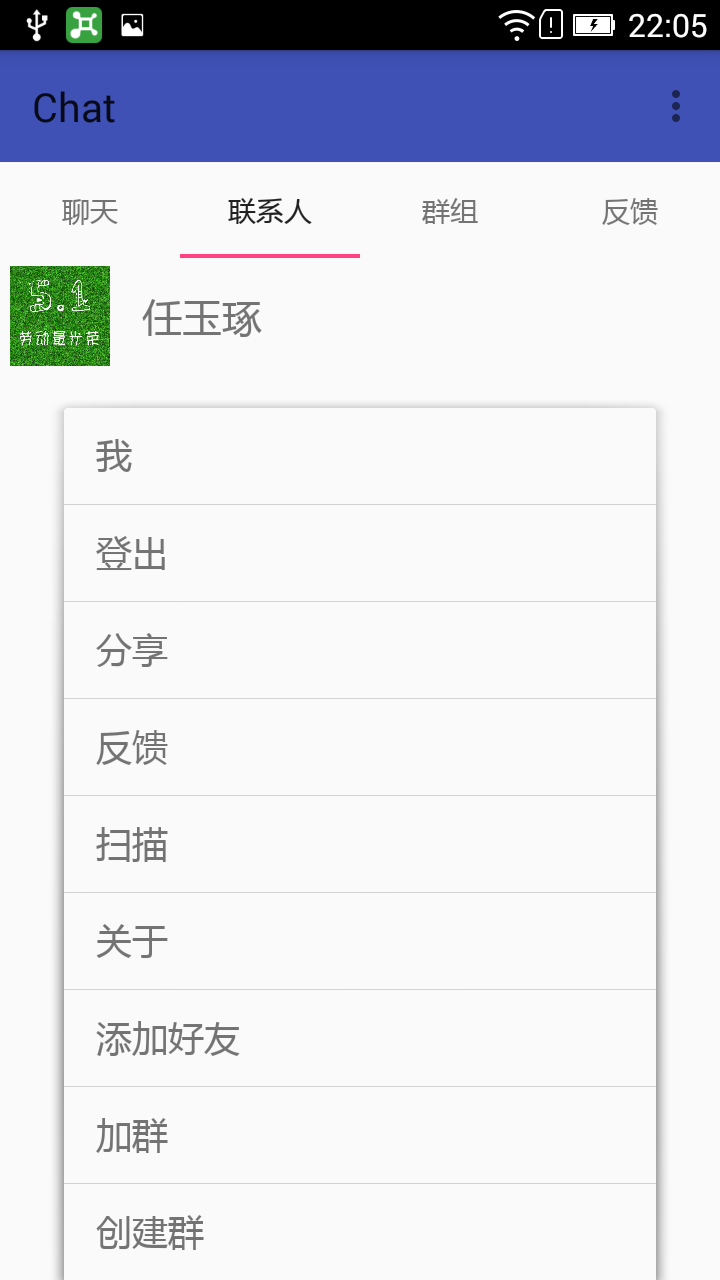 22:05
Chat
聊天 联系人 群组 反馈
5.1
劳动最光荣
任玉琢
我
登出
分享
反馈
扫描
关于
添加好友
加群
创建群